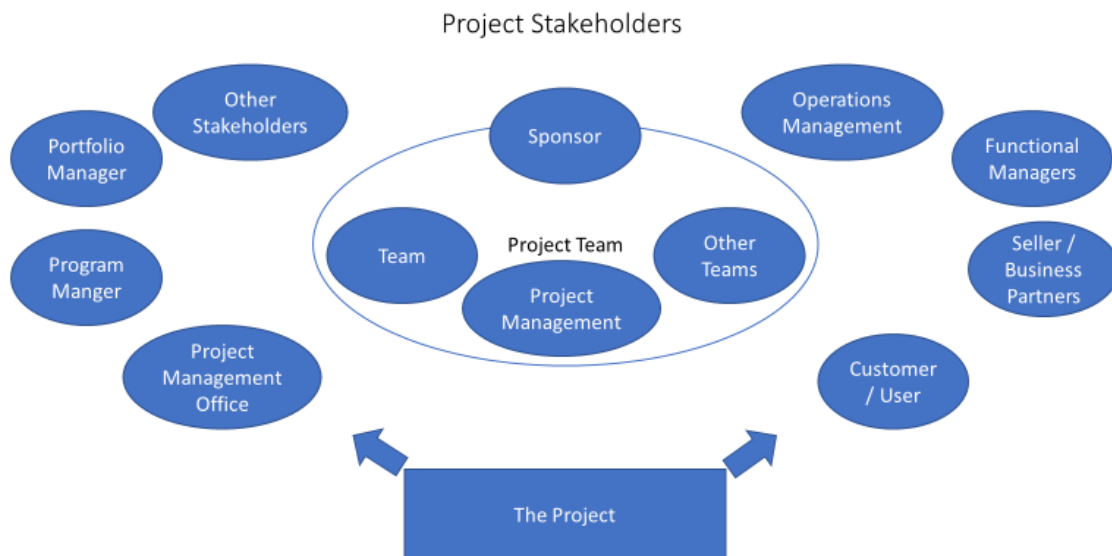 Project Stakeholders
Other
Stakeholders
Portfolio
Manager
Program
Manger
Project
Management
Office
Sponsor
Team
Project Team
Project
Management
Other
Teams
Operations
Management
Functional
Managers
Seller /
Business
Partners
Customer
/ User
The Project